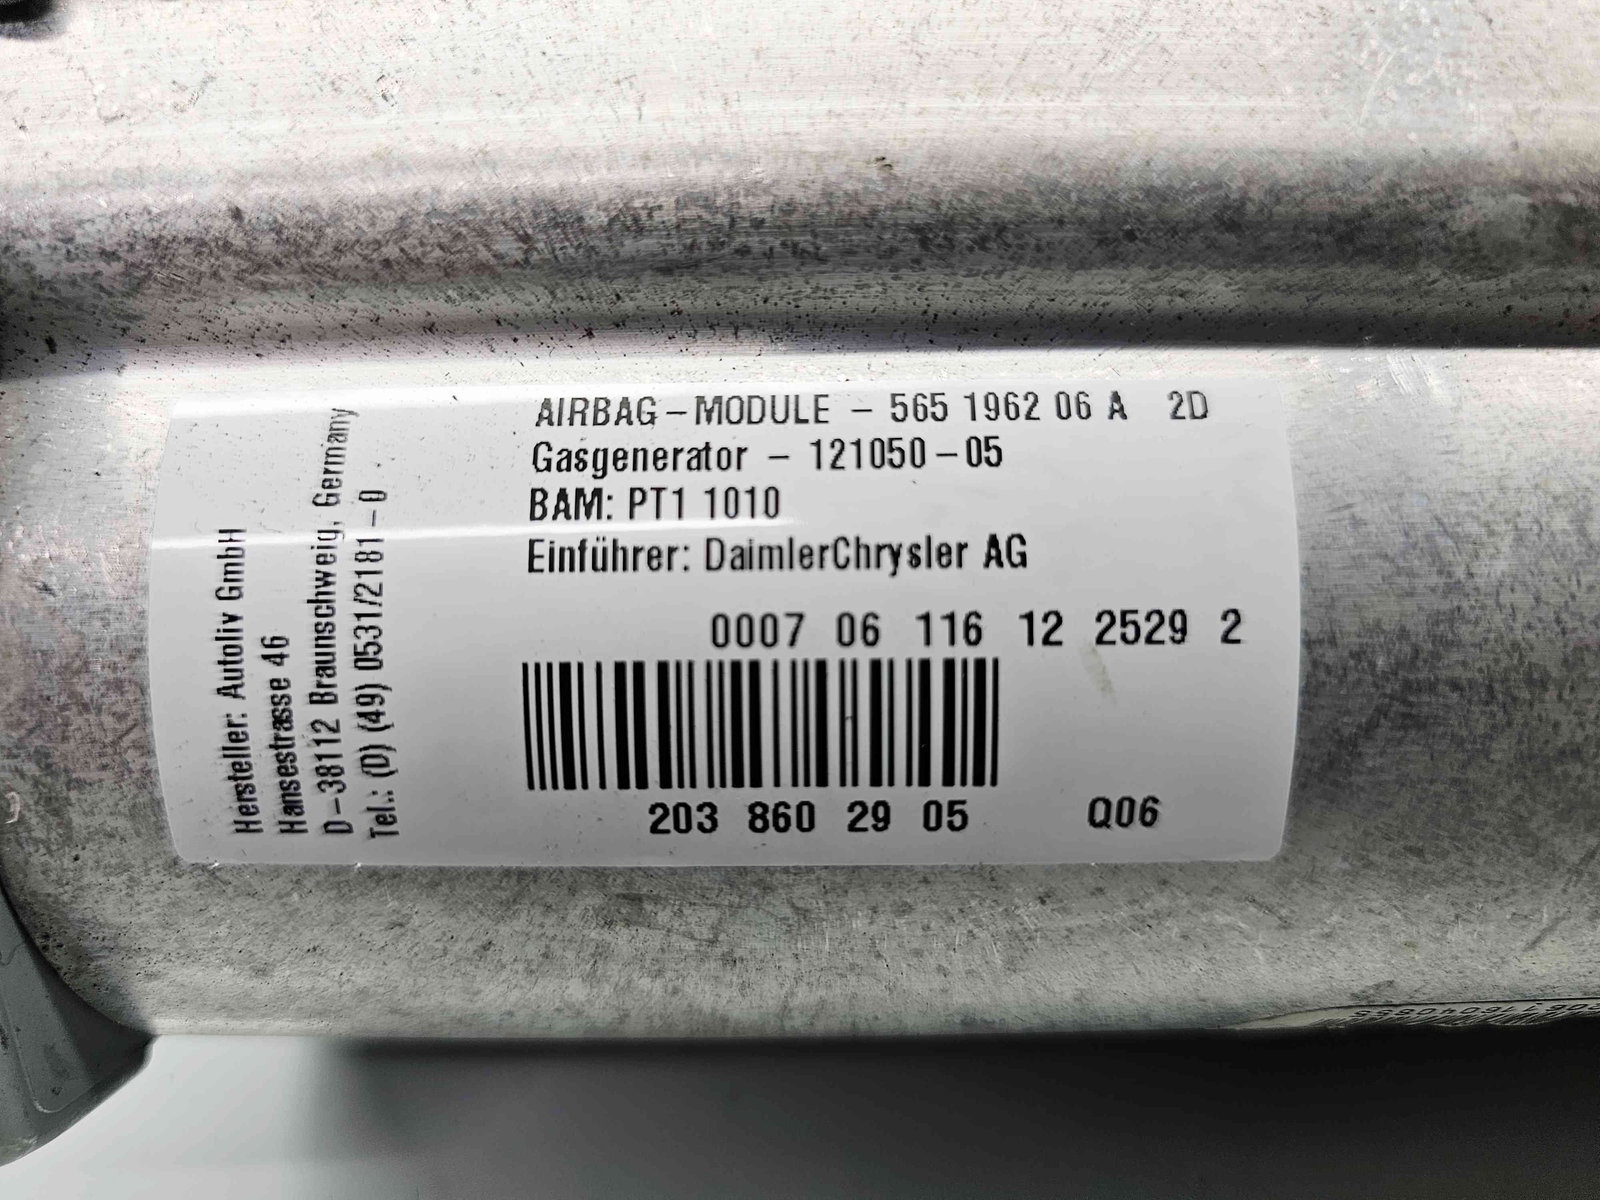 AIRBAG – MODULE – 565 1962 06 A 2D
Gasgenerator – 121050 – 05
BAM: PT1 1010
Einführer: DaimlerChrysler AG
0007 06 116 12 2529 2
203 860 29 05 Q06
Hersteller: Autoliv GmbH
Hansestrasse 46
D – 38112 Braunschweig, Germany
Tel.: (D) (49) 0531/2181 – 0